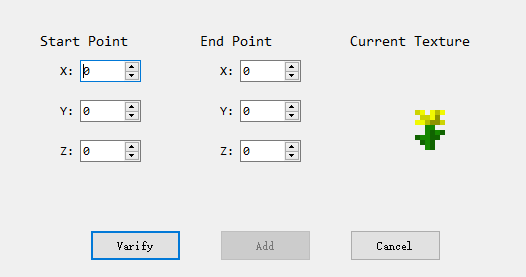 Start Point End Point Current Texture
X: 0 X: 0
Y: 0 Y: 0
Z: 0 Z: 0
Varify Add Cancel